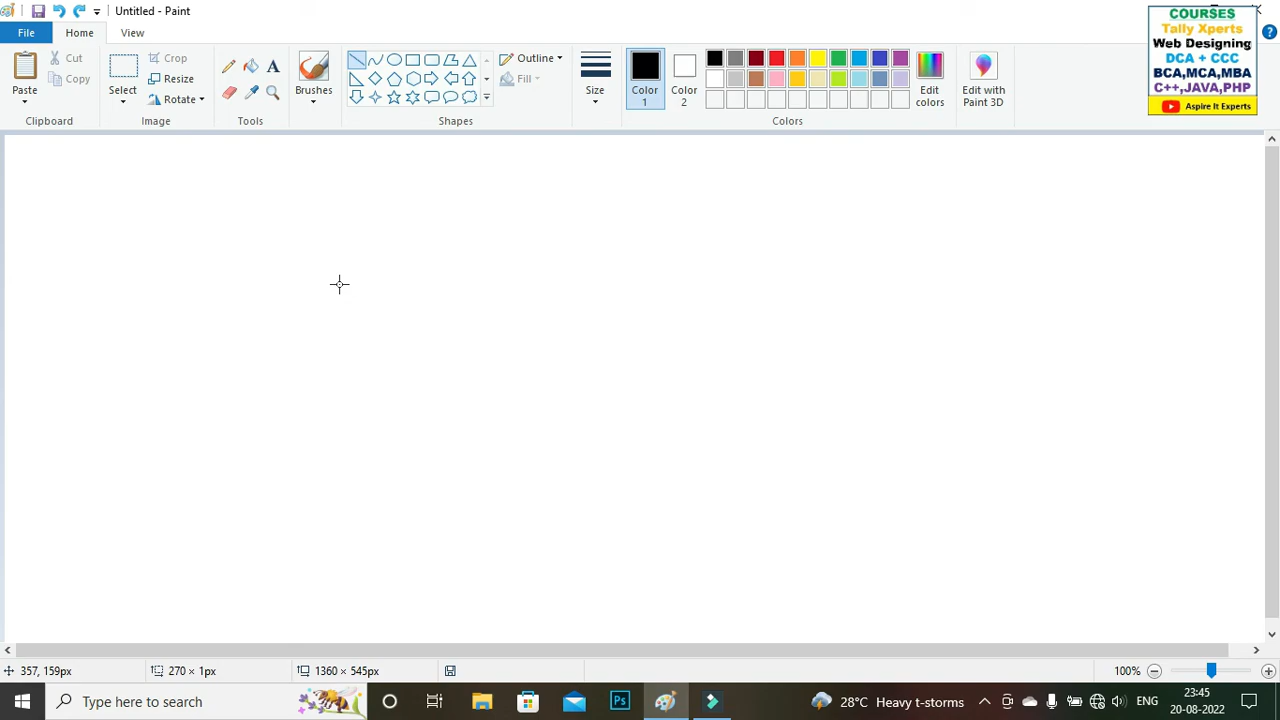 Untitled - Paint
File
Home
View
Paste
Cut
Copy
Clipboard
Select
Crop
Resize
Rotate
Image
A
Tools
Brushes
Outline
Fill
Shapes
Size
Color
1
Color
2
Edit
colors
Colors
Edit with
Paint 3D
COURSES
Tally Xperts
Web Designing
DCA + CCC
BCA,MCA,MBA
C++,JAVA,PHP
Aspire It Experts
?
357, 159px
270 × 1px
1360 × 545px
100%
Type here to search
Ps
28°C Heavy t-storms
ENG
23:45
20-08-2022